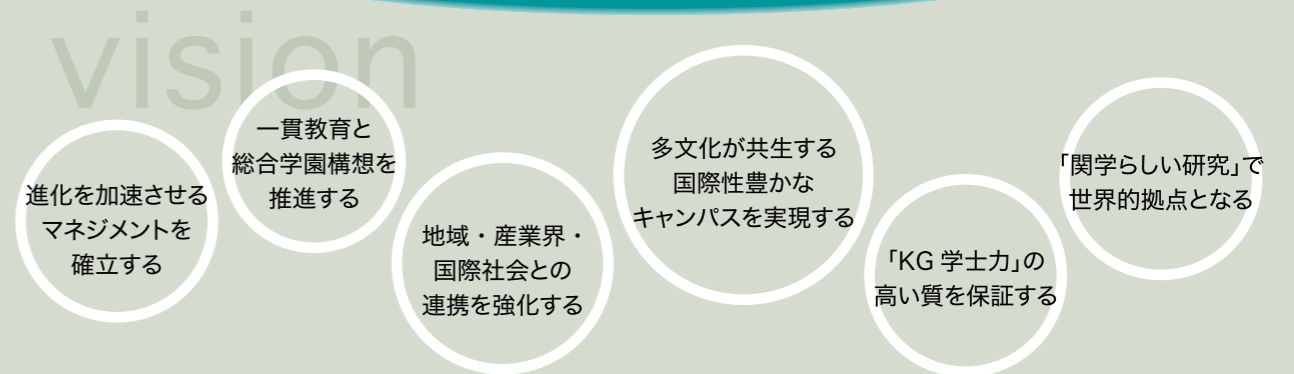 vision
進化を加速させる
マネジメントを
確立する
一貫教育と
総合学園構想を
推進する
地域・産業界・
国際社会との
連携を強化する
多文化が共生する
国際性豊かな
キャンパスを実現する
「KG 学士力」の
高い質を保証する
「関学らしい研究」で
世界的拠点となる